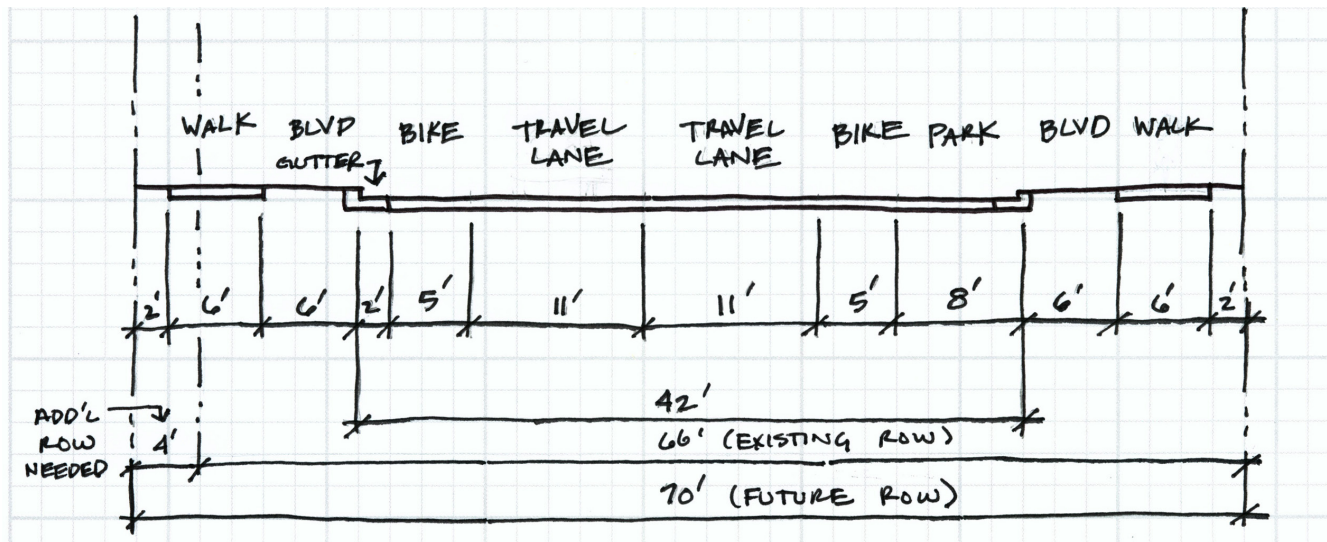 WALK BLVD BIKE TRAVEL LANE TRAVEL LANE BIKE PARK BLVD WALK
GUTTER
2' 6' 6' 2' 5' 11' 11' 5' 8' 6' 6' 2'
42'
ADD'L
ROW
NEEDED
4'
66' (EXISTING ROW)
70' (FUTURE ROW)